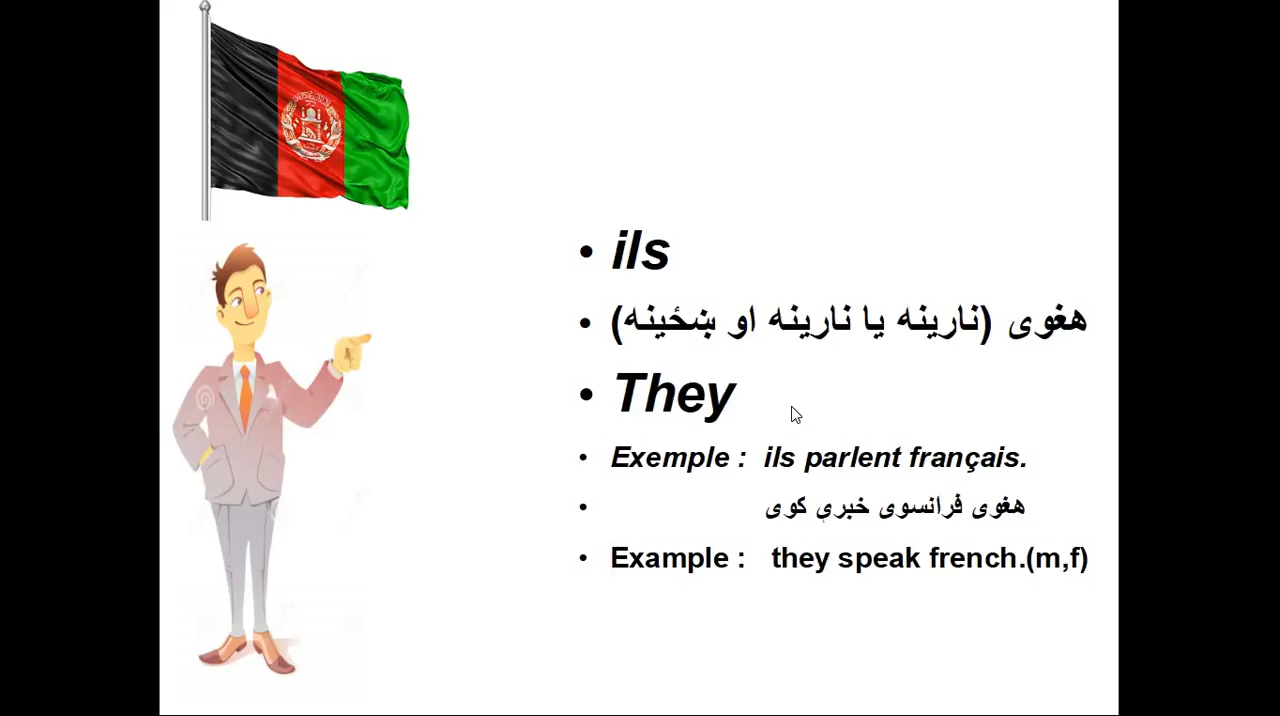 ils
هغوی (نارینه یا نارینه او ښځینه)
They
Exemple : ils parlent français.
هغوی فرانسوی خبرې کوی
Example : they speak french.(m,f)